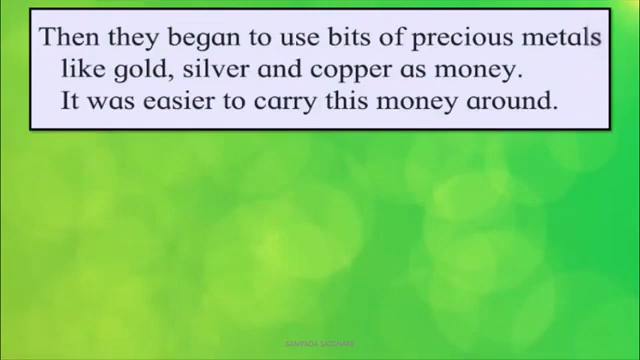 Then they began to use bits of precious metals
like gold, silver and copper as money.
It was easier to carry this money around.